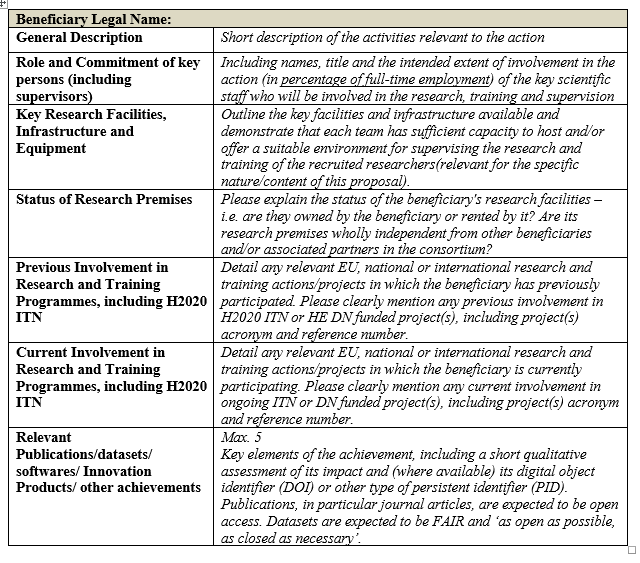 Beneficiary Legal Name:
General Description
Short description of the activities relevant to the action
Role and Commitment of key
persons (including
supervisors)
Including names, title and the intended extent of involvement in the
action (in percentage of full-time employment) of the key scientific
staff who will be involved in the research, training and supervision
Key Research Facilities,
Infrastructure and
Equipment
Outline the key facilities and infrastructure available and
demonstrate that each team has sufficient capacity to host and/or
offer a suitable environment for supervising the research and
training of the recruited researchers(relevant for the specific
nature/content of this proposal).
Status of Research Premises
Please explain the status of the beneficiary's research facilities –
i.e. are they owned by the beneficiary or rented by it? Are its
research premises wholly independent from other beneficiaries
and/or associated partners in the consortium?
Previous Involvement in
Research and Training
Programmes, including H2020
ITN
Detail any relevant EU, national or international research and
training actions/projects in which the beneficiary has previously
participated. Please clearly mention any previous involvement in
H2020 ITN or HE DN funded project(s), including project(s)
acronym and reference number.
Current Involvement in
Research and Training
Programmes, including H2020
ITN
Detail any relevant EU, national or international research and
training actions/projects in which the beneficiary is currently
participating. Please clearly mention any current involvement in
ongoing ITN or DN funded project(s), including project(s) acronym
and reference number.
Relevant
Publications/datasets/
softwares/ Innovation
Products/ other achievements
Max. 5
Key elements of the achievement, including a short qualitative
assessment of its impact and (where available) its digital object
identifier (DOI) or other type of persistent identifier (PID).
Publications, in particular journal articles, are expected to be open
access. Datasets are expected to be FAIR and ‘as open as possible,
as closed as necessary’.